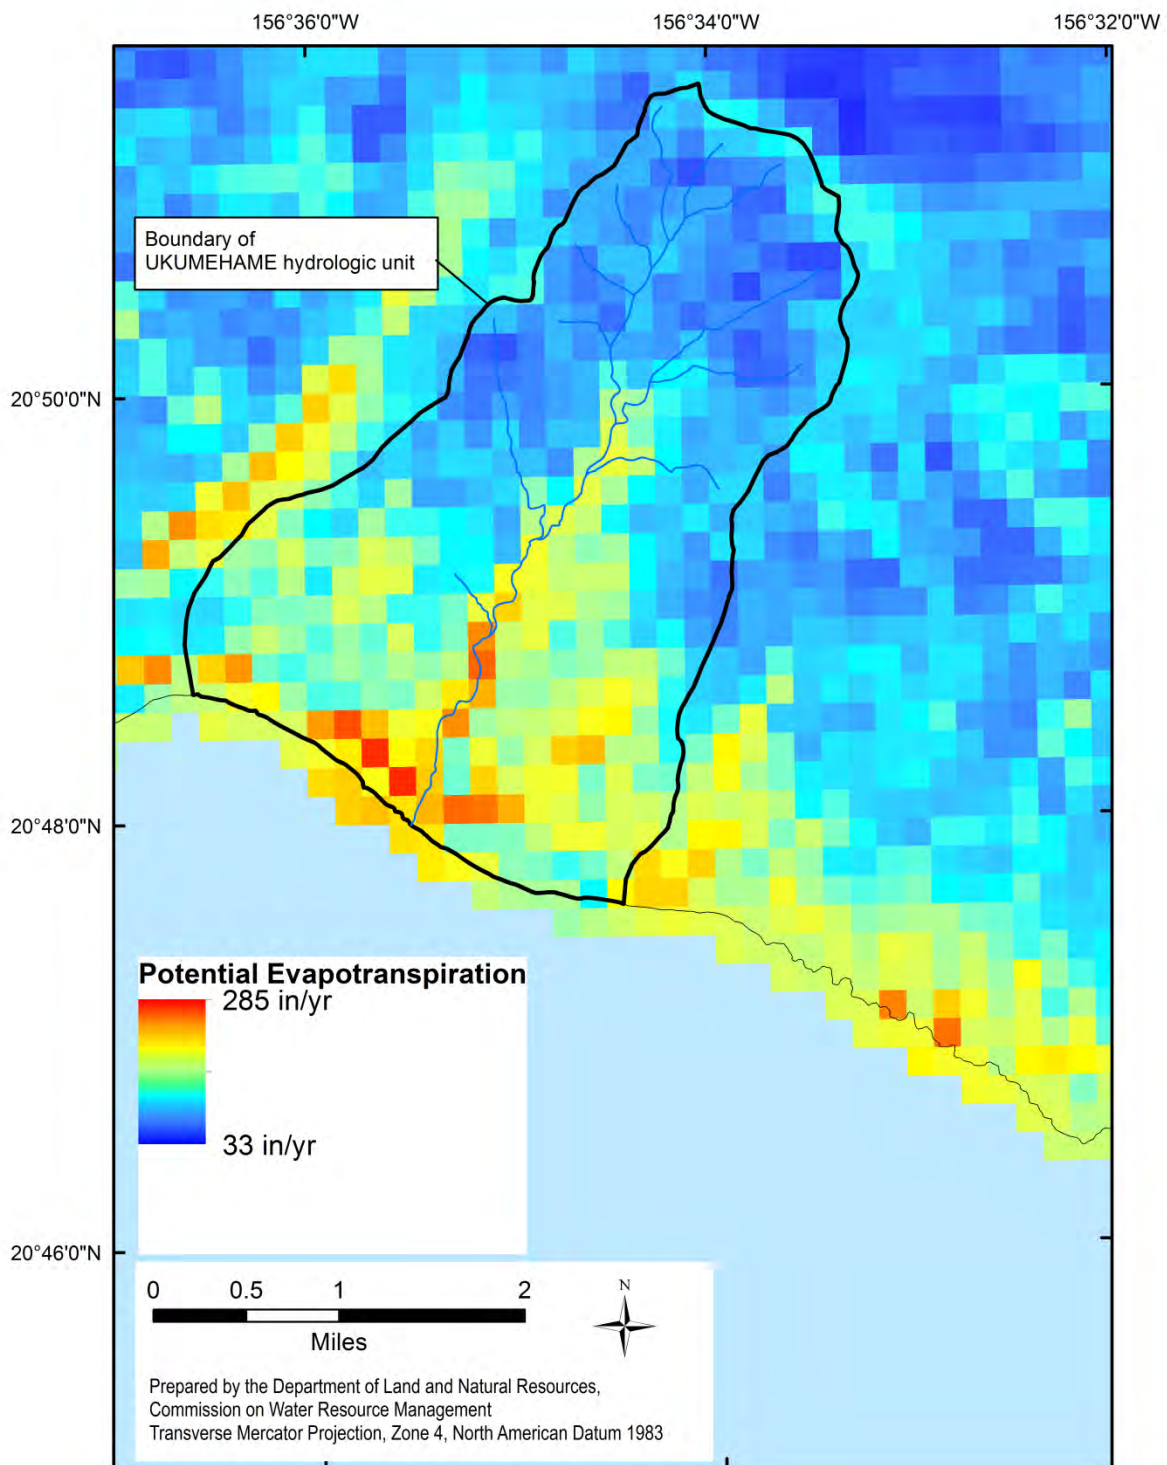 156°36'0"W 156°34'0"W 156°32'0"W
Boundary of
UKUMEHAME hydrologic unit
20°50'0"N
20°48'0"N
Potential Evapotranspiration
285 in/yr
33 in/yr
20°46'0"N
0 0.5 1 2
Miles
N
Prepared by the Department of Land and Natural Resources,
Commission on Water Resource Management
Transverse Mercator Projection, Zone 4, North American Datum 1983